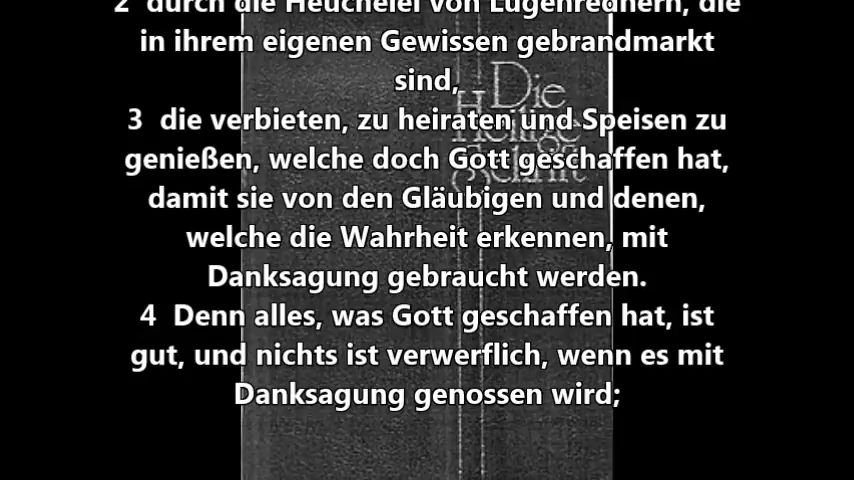 2 durch die Heuchelei von Lügenrednern, die
in ihrem eigenen Gewissen gebrandmarkt
sind,
3 die verbieten, zu heiraten und Speisen zu
genießen, welche doch Gott geschaffen hat,
damit sie von den Gläubigen und denen,
welche die Wahrheit erkennen, mit
Danksagung gebraucht werden.
4 Denn alles, was Gott geschaffen hat, ist
gut, und nichts ist verwerflich, wenn es mit
Danksagung genossen wird;
Die
Heilige
Schrift